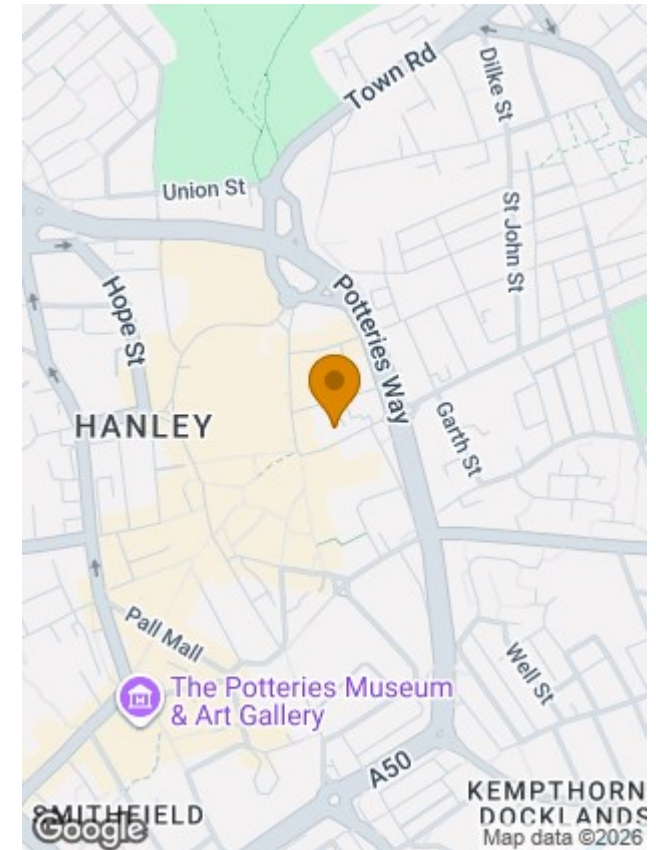 Town Rd
Dilke St
Union St
St John St
Hope St
Potteries Way
HANLEY
Garth St
Pall Mall
Well St
The Potteries Museum
& Art Gallery
A50
KEMPTHORN
DOCKLANDS
SMITHFIELD
Google
Map data ©2026